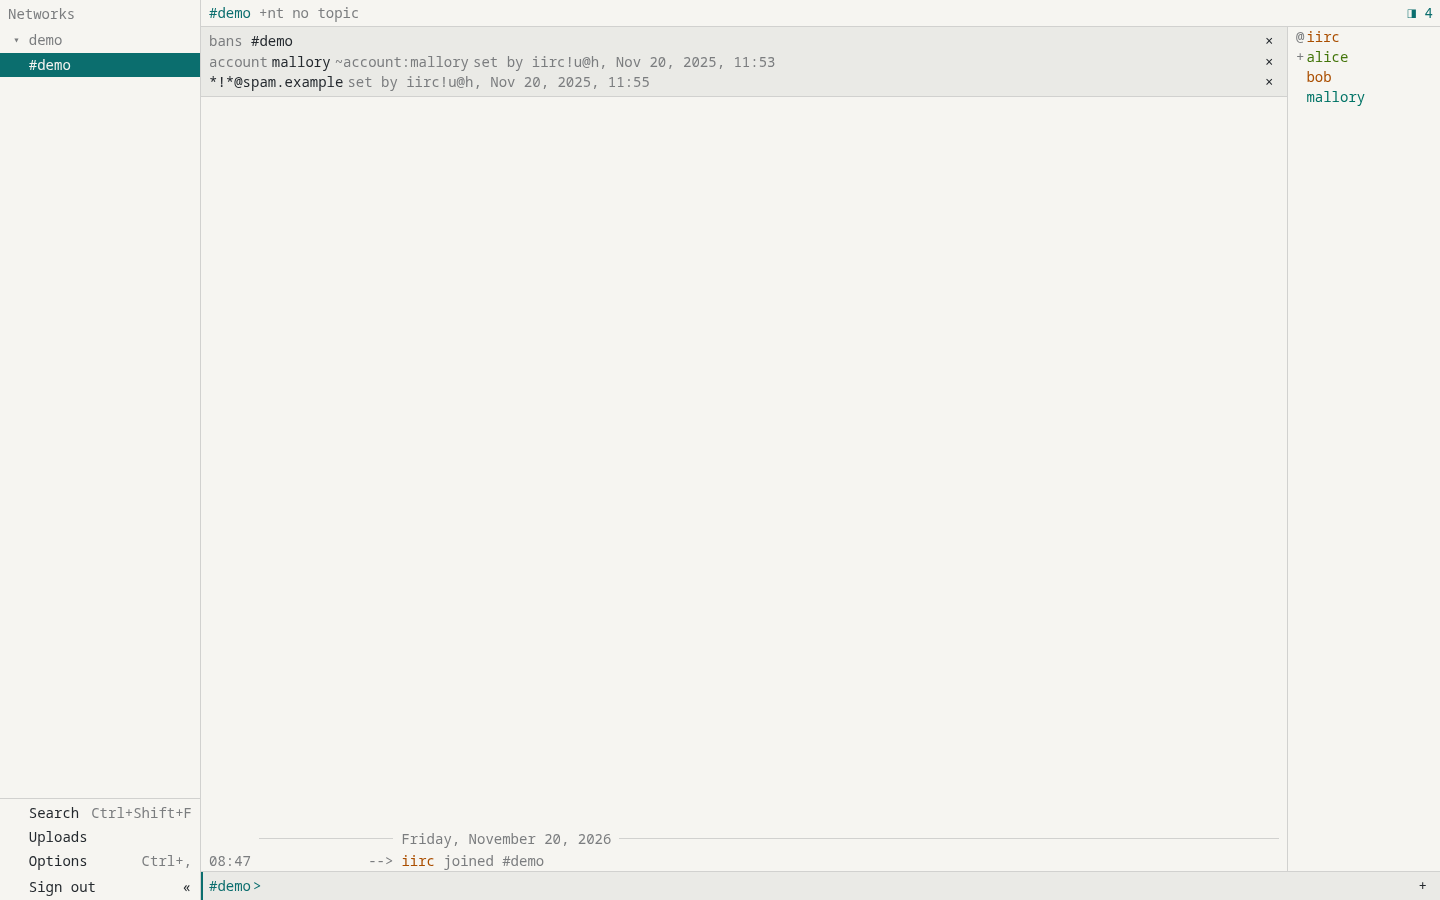 Networks
▾ demo
#demo
Search Ctrl+Shift+F
Uploads
Options Ctrl+,
Sign out «
#demo +nt no topic
◨ 4
bans #demo ×
account mallory ~account:mallory set by iirc!u@h, Nov 20, 2025, 11:53 ×
*!*@spam.example set by iirc!u@h, Nov 20, 2025, 11:55 ×
Friday, November 20, 2026
08:47 --> iirc joined #demo
#demo> +
@iirc
+alice
bob
mallory